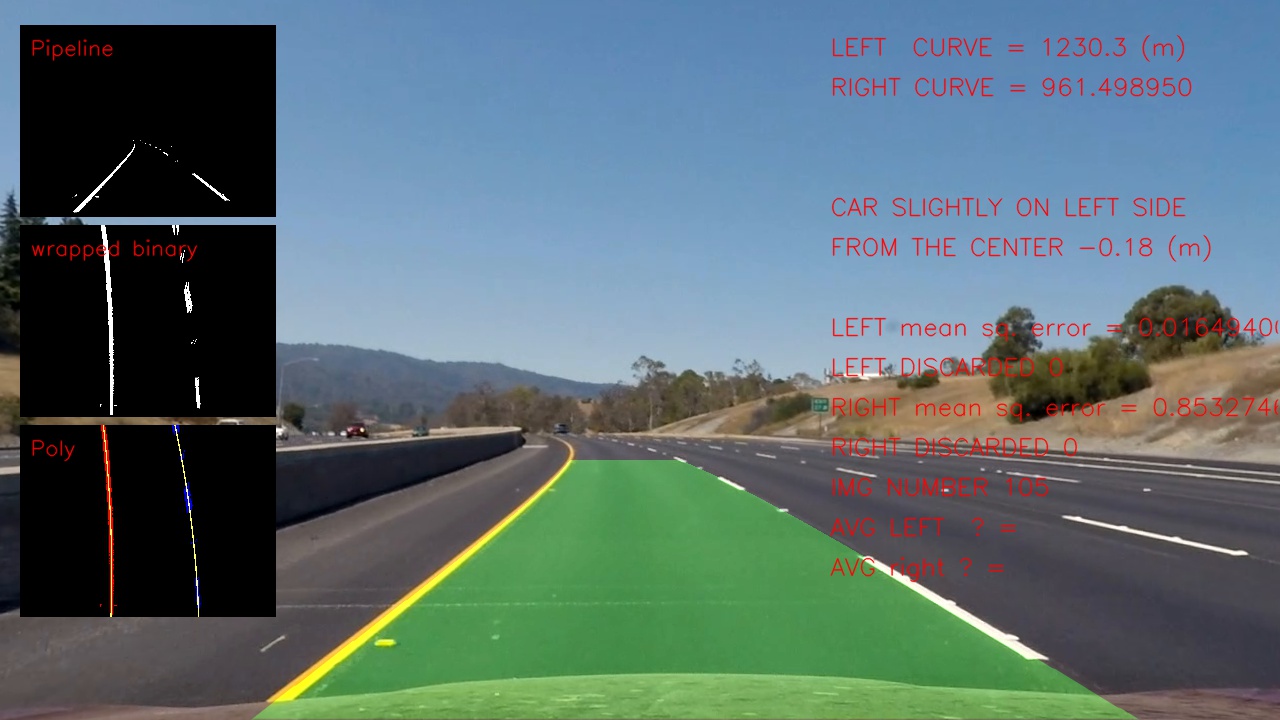 Pipeline
wrapped binary
Poly
LEFT  CURVE = 1230.3 (m)
RIGHT CURVE = 961.498950
CAR SLIGHTLY ON LEFT SIDE
FROM THE CENTER -0.18 (m)
LEFT mean sq. error = 0.0164940
LEFT DISCARDED 0
RIGHT mean sq. error = 0.853274
RIGHT DISCARDED 0
IMG NUMBER 105
AVG LEFT  ? =
AVG right ? =